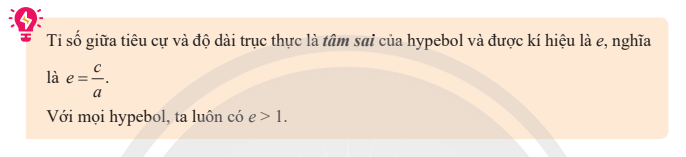 Tỉ số giữa tiêu cự và độ dài trục thực là tâm sai của hypebol và được kí hiệu là e, nghĩa
là e = c/a.
Với mọi hypebol, ta luôn có e > 1.